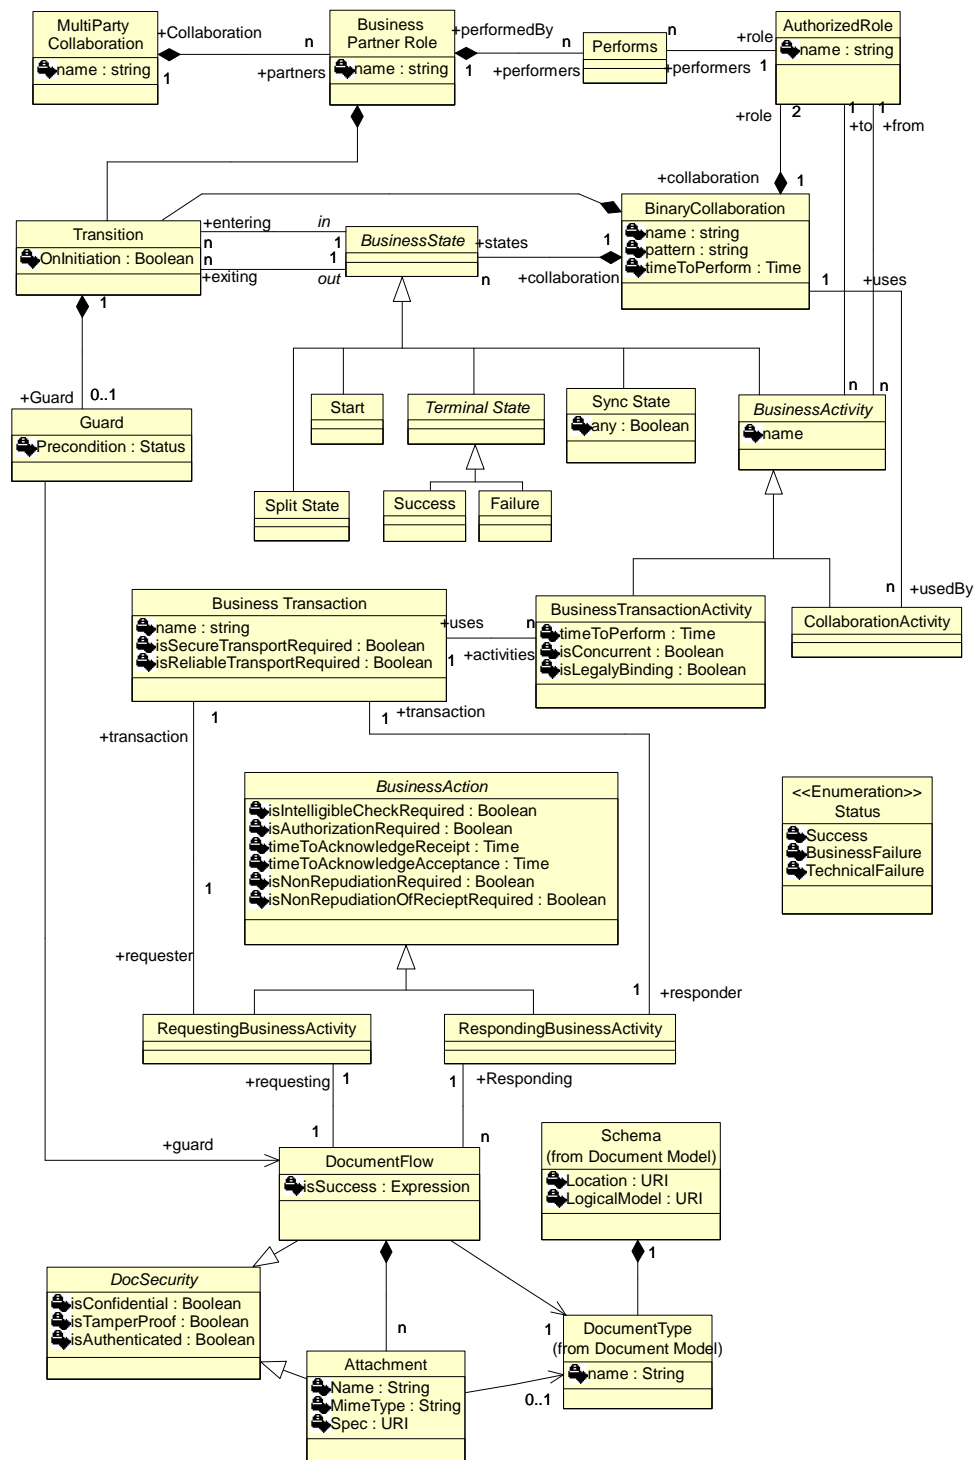 MultiParty
Collaboration
name : string
+Collaboration
1
n
+partners
Business
Partner Role
name : string
+performedBy
1
n
+performers
Performs
n
+performers
+role
1
AuthorizedRole
name : string
+role
2
1
+to
1
+from
+collaboration
1
Transition
OnInitiation : Boolean
+entering
n
n
+exiting
in
1
1
out
BusinessState
+states
n
1
+collaboration
BinaryCollaboration
name : string
pattern : string
timeToPerform : Time
1
+uses
1
+Guard
0..1
Guard
Precondition : Status
Start
Terminal State
Sync State
any : Boolean
n
n
BusinessActivity
name
Split State
Success
Failure
n
+usedBy
Business Transaction
name : string
isSecureTransportRequired : Boolean
isReliableTransportRequired : Boolean
+uses
1
n
+activities
BusinessTransactionActivity
timeToPerform : Time
isConcurrent : Boolean
isLegalyBinding : Boolean
CollaborationActivity
1
+transaction
1
+transaction
BusinessAction
isIntelligibleCheckRequired : Boolean
isAuthorizationRequired : Boolean
timeToAcknowledgeReceipt : Time
timeToAcknowledgeAcceptance : Time
isNonRepudiationRequired : Boolean
isNonRepudiationOfRecieptRequired : Boolean
<<Enumeration>>
Status
Success
BusinessFailure
TechnicalFailure
1
+requester
1
+responder
RequestingBusinessActivity
RespondingBusinessActivity
+requesting
1
1
+Responding
1
n
+guard
DocumentFlow
isSuccess : Expression
Schema
(from Document Model)
Location : URI
LogicalModel : URI
1
DocSecurity
isConfidential : Boolean
isTamperProof : Boolean
isAuthenticated : Boolean
n
1
DocumentType
(from Document Model)
name : String
Attachment
Name : String
MimeType : String
Spec : URI
0..1